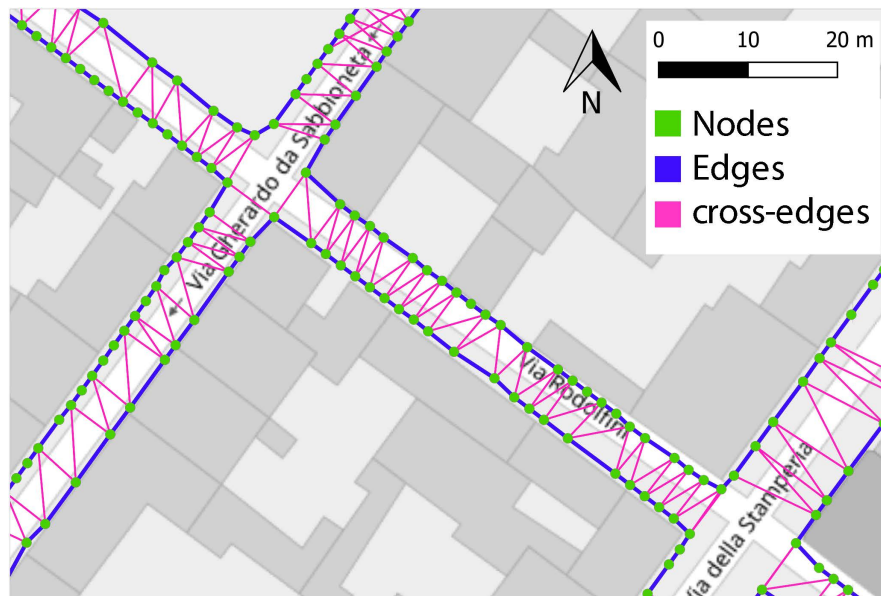 0 10 20 m
N
Nodes
Edges
cross-edges
Via Gherardo da Sabbioneta
Via Rodolfini
Via della Stamperia